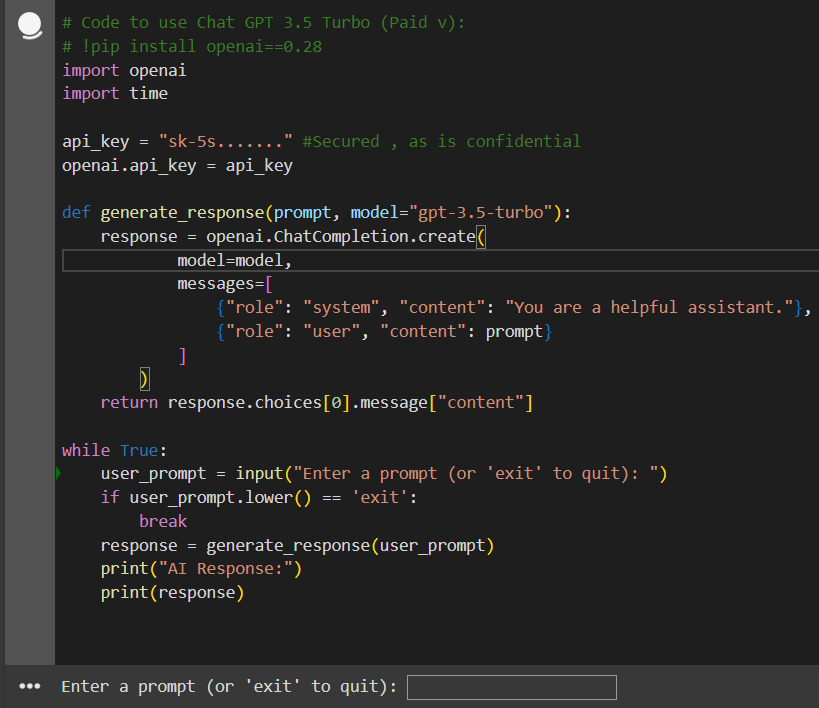 # Code to use Chat GPT 3.5 Turbo (Paid v):
# !pip install openai==0.28
import openai
import time

api_key = "sk-5s......." #Secured , as is confidential
openai.api_key = api_key

def generate_response(prompt, model="gpt-3.5-turbo"):
    response = openai.ChatCompletion.create(
            model=model,
            messages=[
                {"role": "system", "content": "You are a helpful assistant."},
                {"role": "user", "content": prompt}
            ]
        )
    return response.choices[0].message["content"]

while True:
    user_prompt = input("Enter a prompt (or 'exit' to quit): ")
    if user_prompt.lower() == 'exit':
        break
    response = generate_response(user_prompt)
    print("AI Response:")
    print(response)

Enter a prompt (or 'exit' to quit):